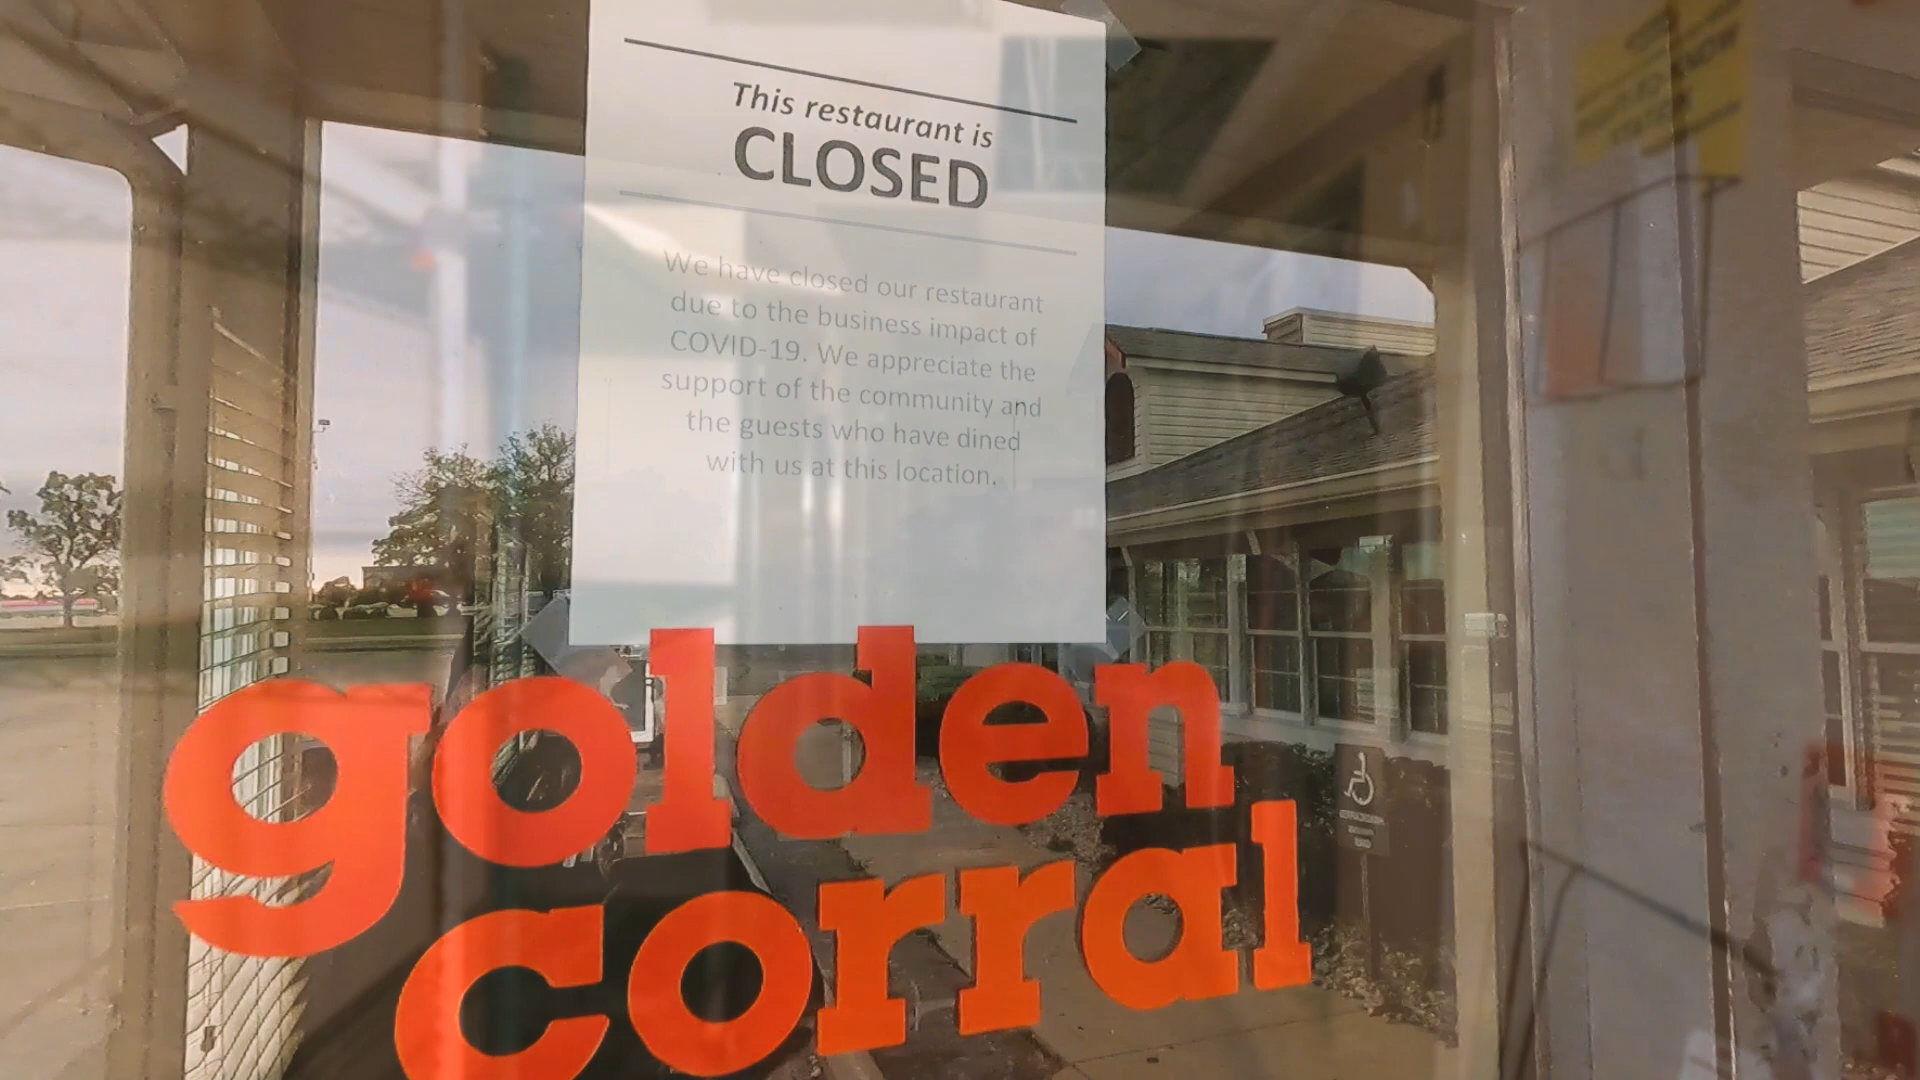 This restaurant is
CLOSED
We have closed our restaurant
due to the business impact of
COVID-19. We appreciate the
support of the community and
the guests who have dined
with us at this location.
golden
corral